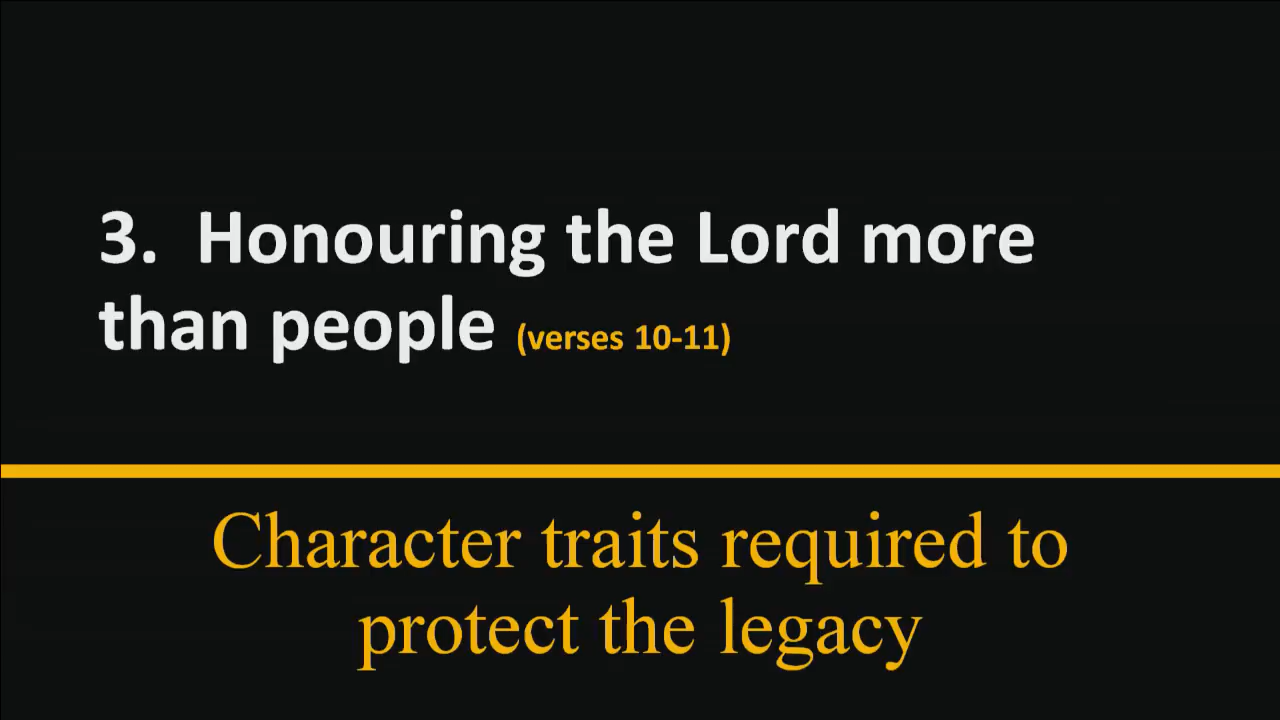 3. Honouring the Lord more
than people (verses 10-11)
Character traits required to
protect the legacy